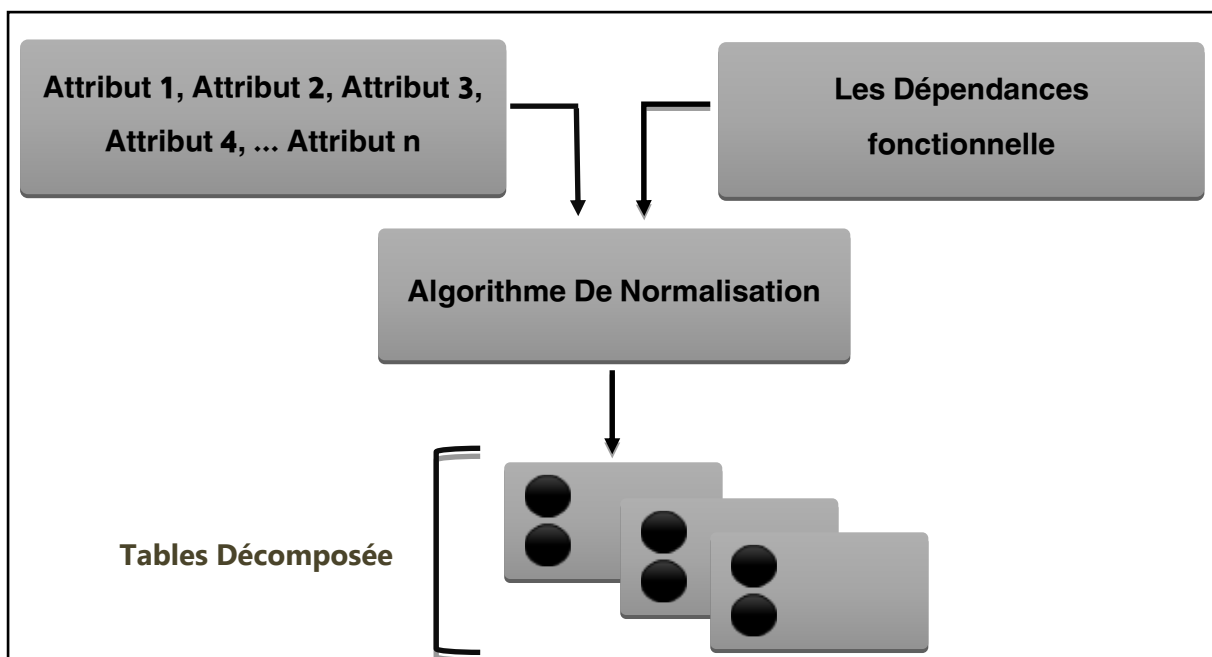 Attribut 1, Attribut 2, Attribut 3,
Attribut 4, ... Attribut n
Les Dépendances
fonctionnelle
Algorithme De Normalisation
Tables Décomposée